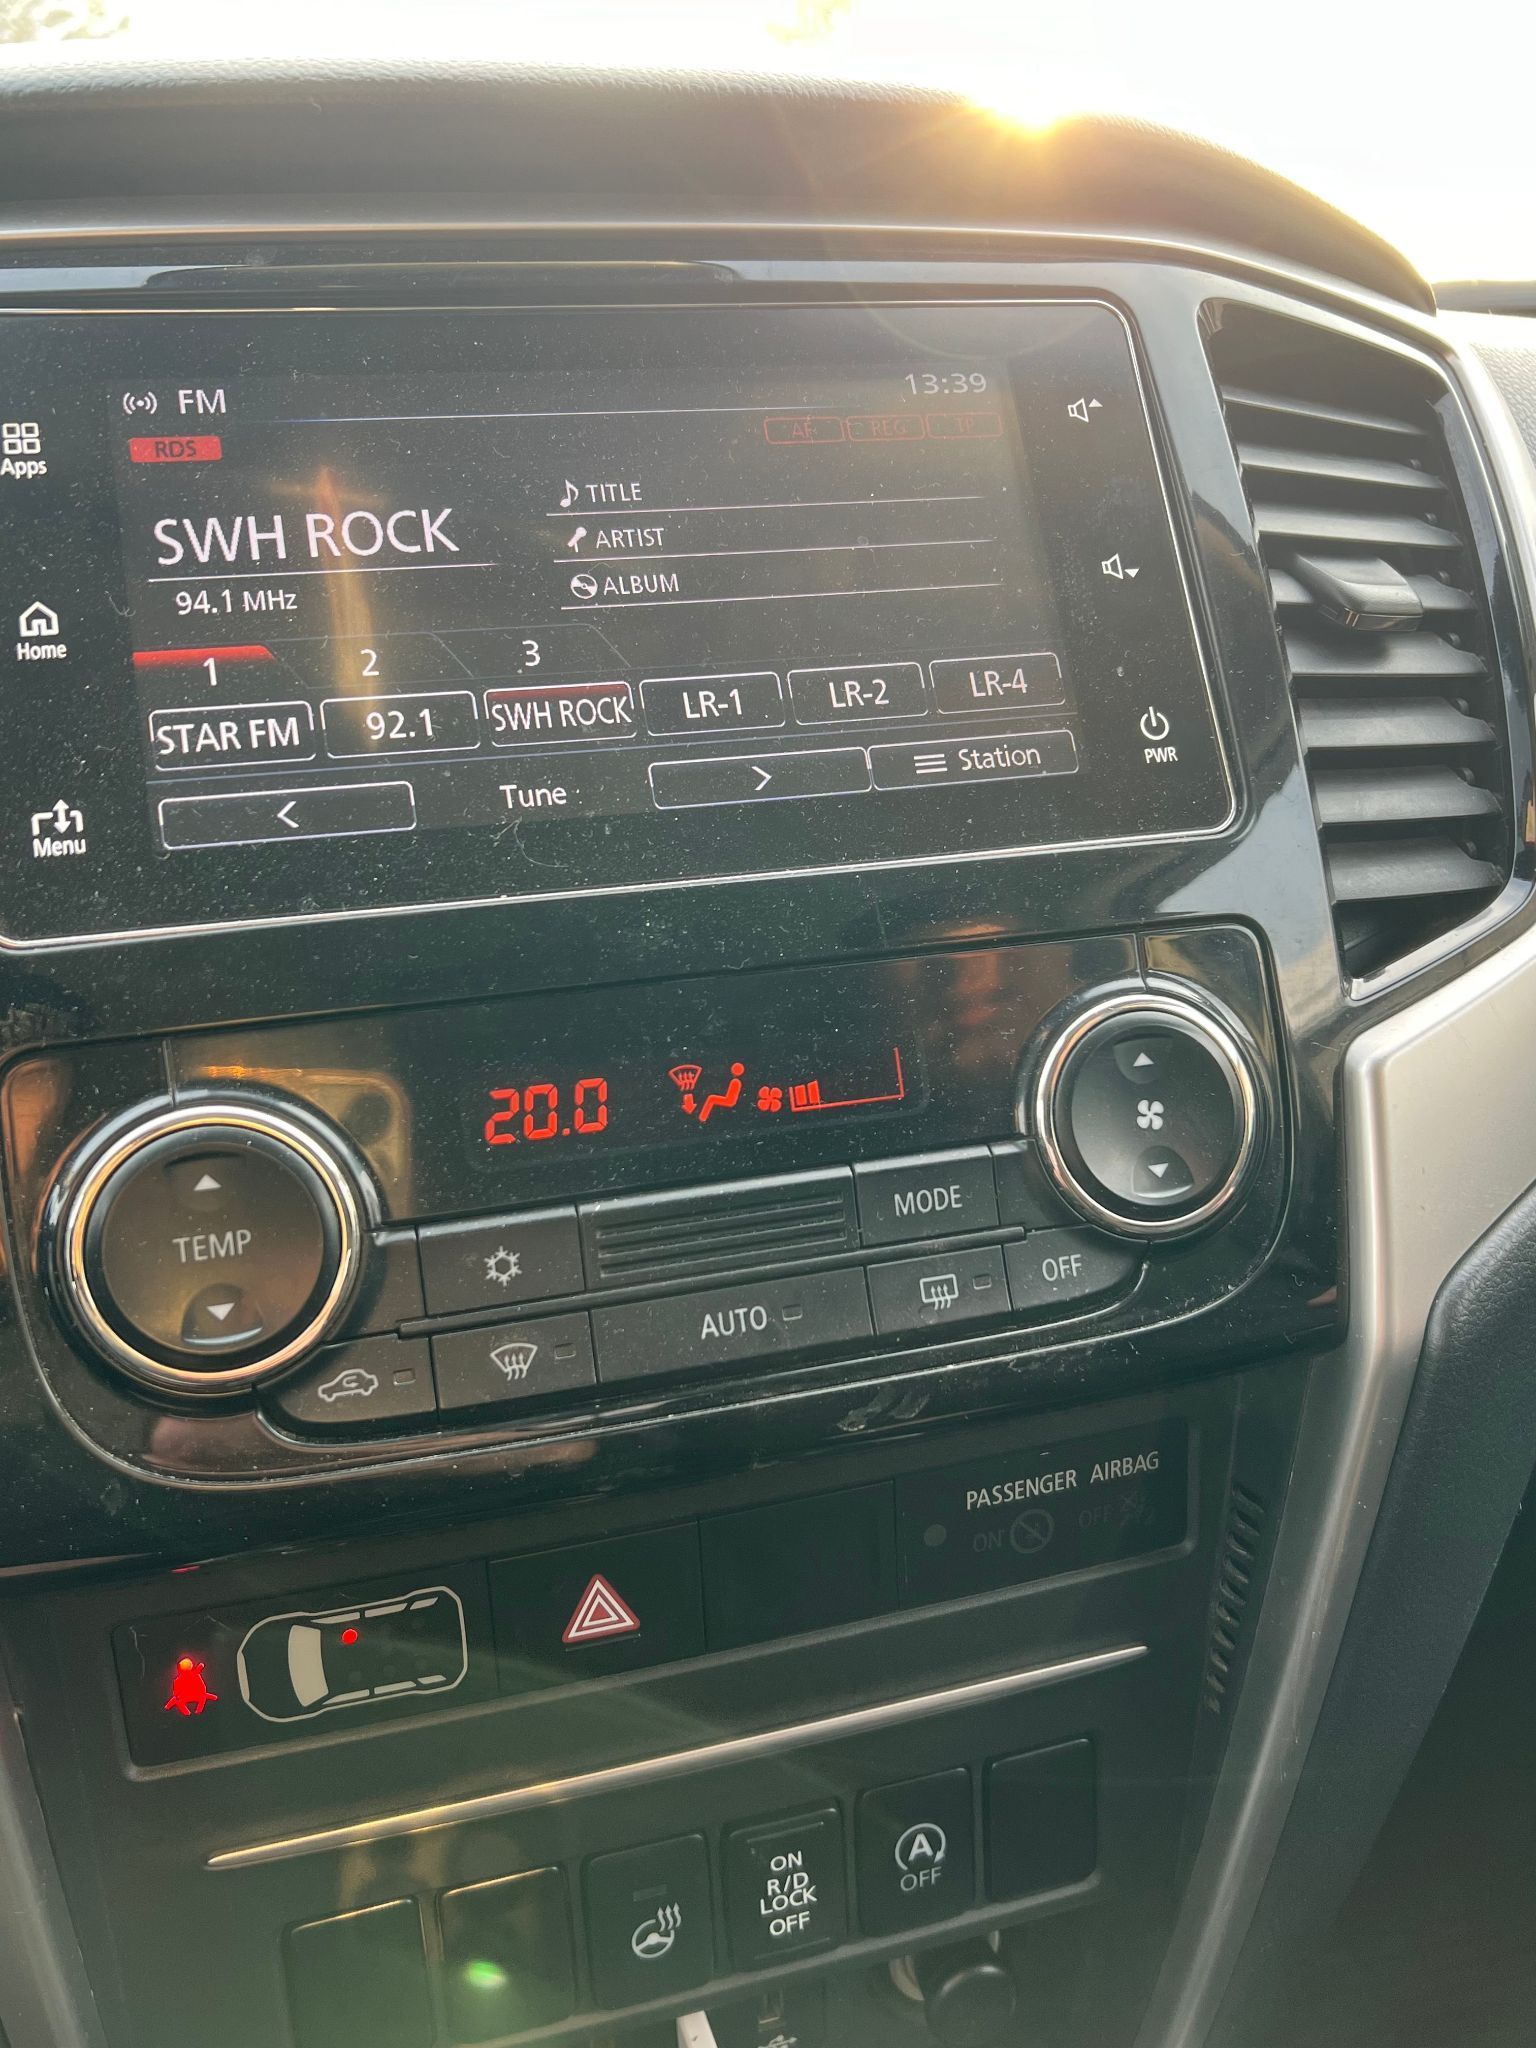 FM
13:39
Apps
RDS
AF
REG
TP
TITLE
SWH ROCK
ARTIST
94.1 MHz
ALBUM
Home
1
2
3
STAR FM
92.1
SWH ROCK
LR-1
LR-2
LR-4
PWR
<
Tune
>
Station
Menu
20.0
TEMP
MODE
AUTO
OFF
PASSENGER AIRBAG
ON
OFF
ON
R/D
LOCK
OFF
A
OFF